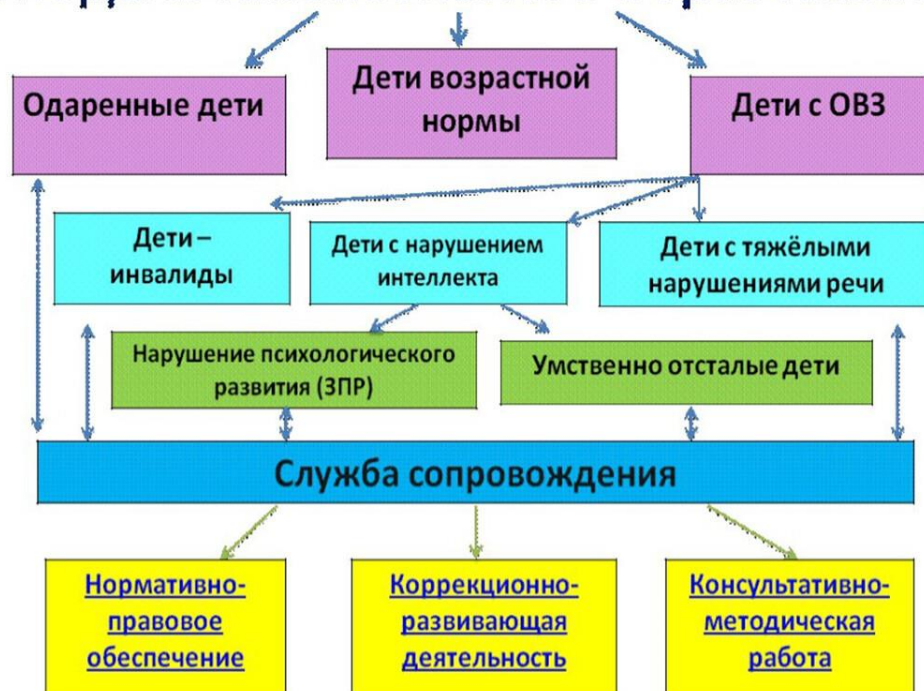 Одаренные дети
Дети возрастной
нормы
Дети с ОВЗ
Дети –
инвалиды
Дети с нарушением
интеллекта
Дети с тяжёлыми
нарушениями речи
Нарушение психологического
развития (ЗПР)
Умственно отсталые дети
Служба сопровождения
Нормативно-
правовое
обеспечение
Коррекционно-
развивающая
деятельность
Консультативно-
методическая
работа